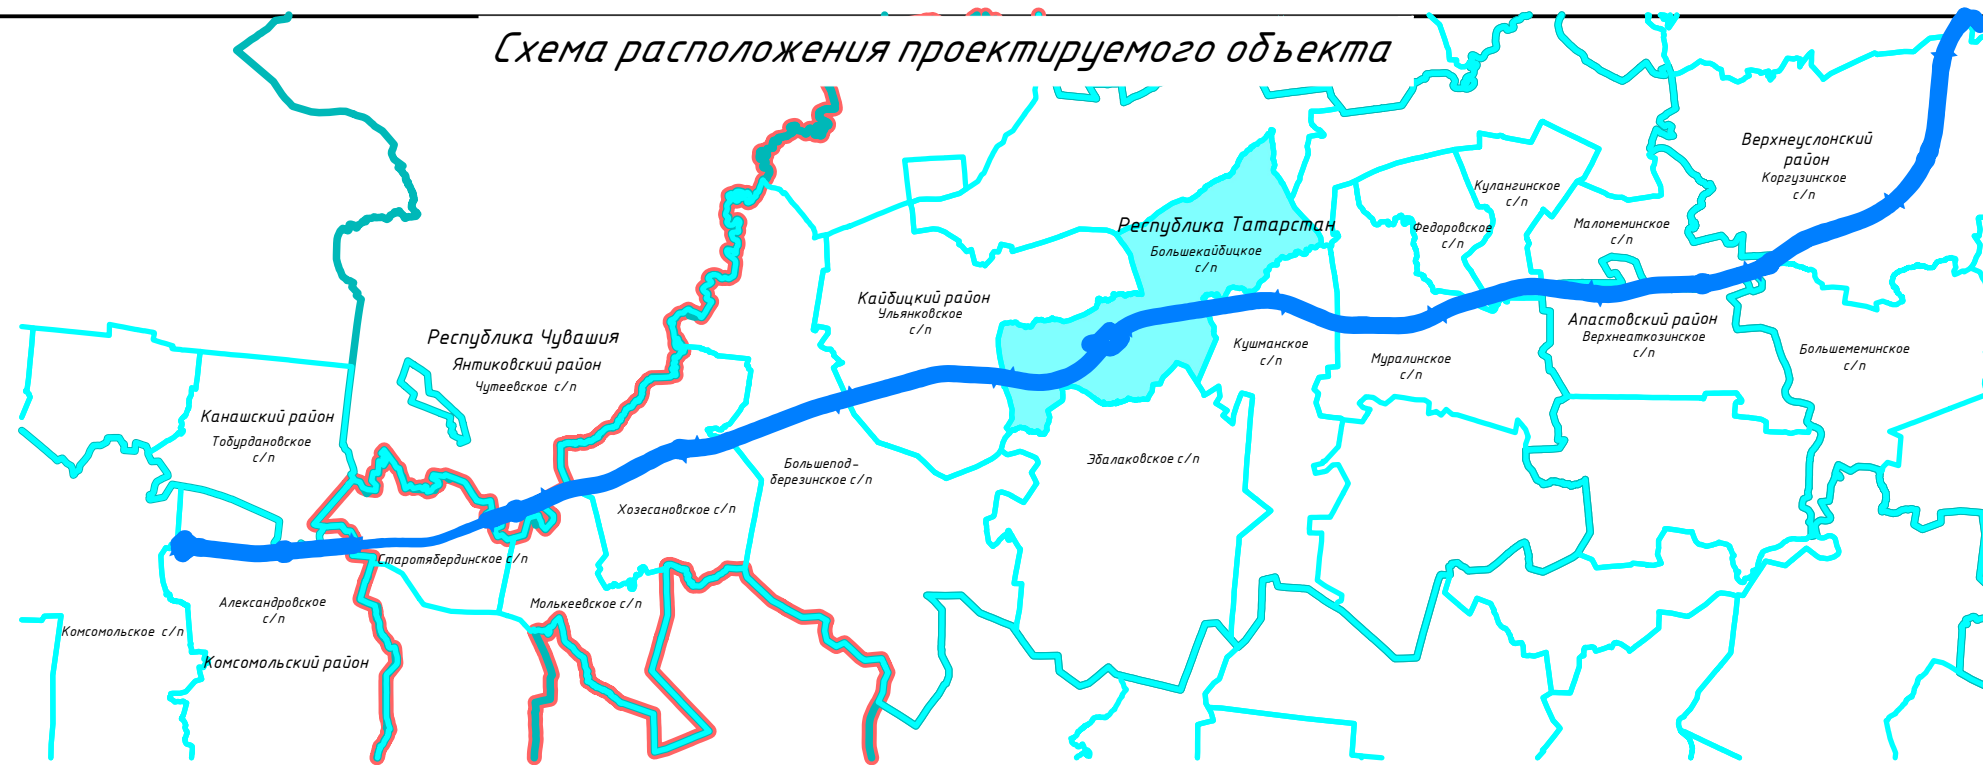 Схема расположения проектируемого объекта
Верхнеуслонский
район
Коргузинское
с/п
Кулангинское
с/п
Республика Татарстан
Федоровское
с/п
Маломеминское
с/п
Большекайбицкое
с/п
Кайбицкий район
Ульянковское
с/п
Апастовский район
Верхнеаткозинское
с/п
Республика Чувашия
Янтиковский район
Чутеевское с/п
Кушманское
с/п
Муралинское
с/п
Большемеминское
с/п
Канашский район
Тобурдановское
с/п
Большепод-
березинское с/п
Эбалаковское с/п
Хозесановское с/п
Старотябердинское с/п
Александровское
с/п
Молькеевское с/п
Комсомольское с/п
Комсомольский район